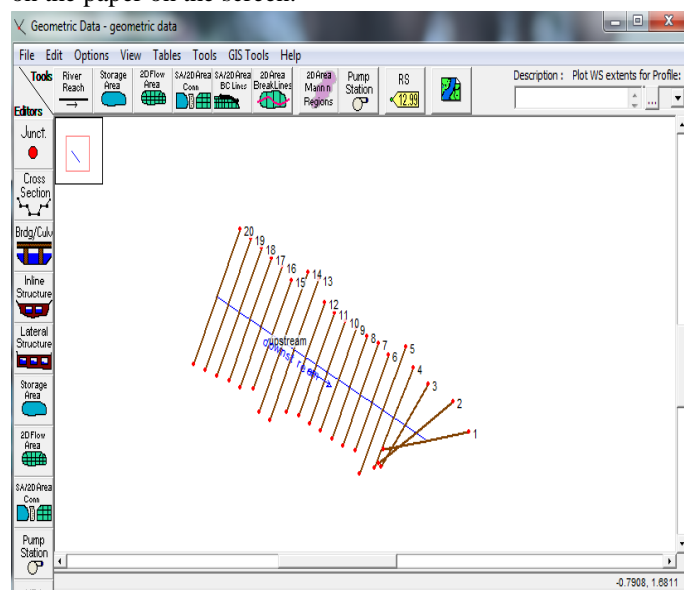 on the paper on the screen.
Geometric Data - geometric data
File Edit Options View Tables Tools GIS Tools Help
Tools
Editors
River Reach
Storage Area
2D Flow Area
SA/2D Area Conn
SA/2D Area BC Lines
2D Area BreakLines
2D Area Mann n Regions
Pump Station
RS
12.99
Description :
Plot WS extents for Profile:
...
Junct.
Cross Section
Brdg/Culv
Inline Structure
Lateral Structure
Storage Area
2D Flow Area
SA/2D Area Conn
Pump Station
20
19
18
17
16
15
14
13
12
11
10
9
8
7
6
5
4
3
2
1
upstream
downstream
-0.7908, 1.6811